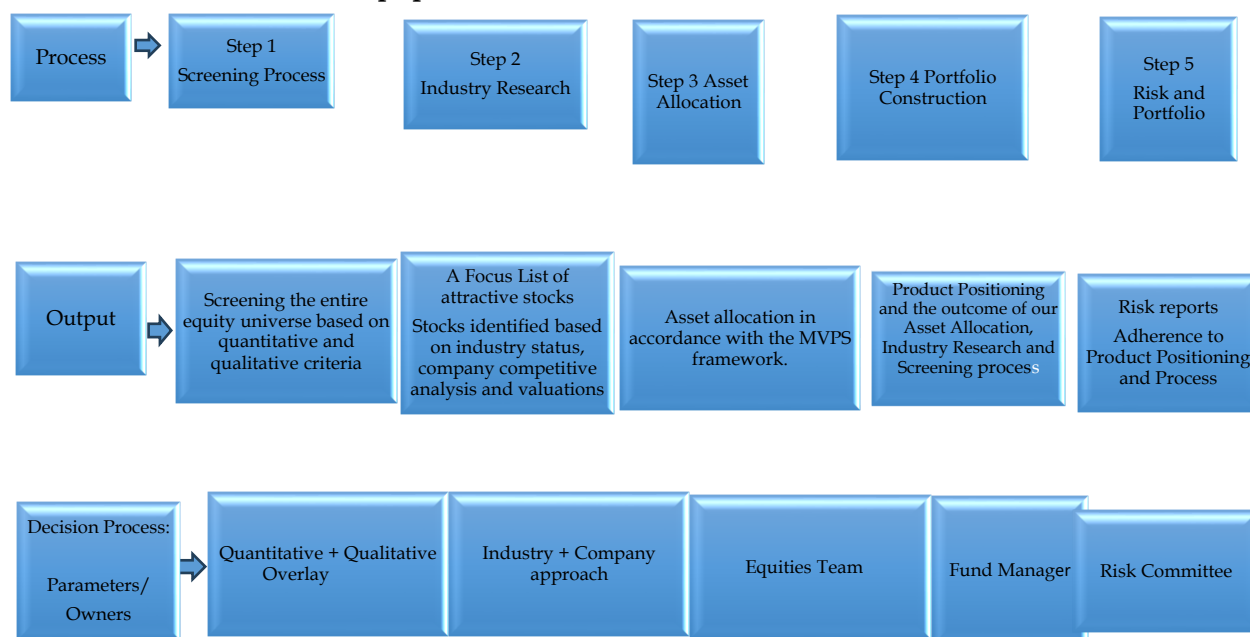 Process
Step 1
Screening Process
Step 2
Industry Research
Step 3 Asset
Allocation
Step 4 Portfolio
Construction
Step 5
Risk and
Portfolio
Output
Screening the entire
equity universe based on
quantitative and
qualitative criteria
A Focus List of
attractive stocks
Stocks identified based
on industry status,
company competitive
analysis and valuations
Asset allocation in
accordance with the MVPS
framework.
Product Positioning
and the outcome of our
Asset Allocation,
Industry Research and
Screening process
Risk reports
Adherence to
Product Positioning
and Process
Decision Process:
Parameters/
Owners
Quantitative + Qualitative
Overlay
Industry + Company
approach
Equities Team
Fund Manager
Risk Committee